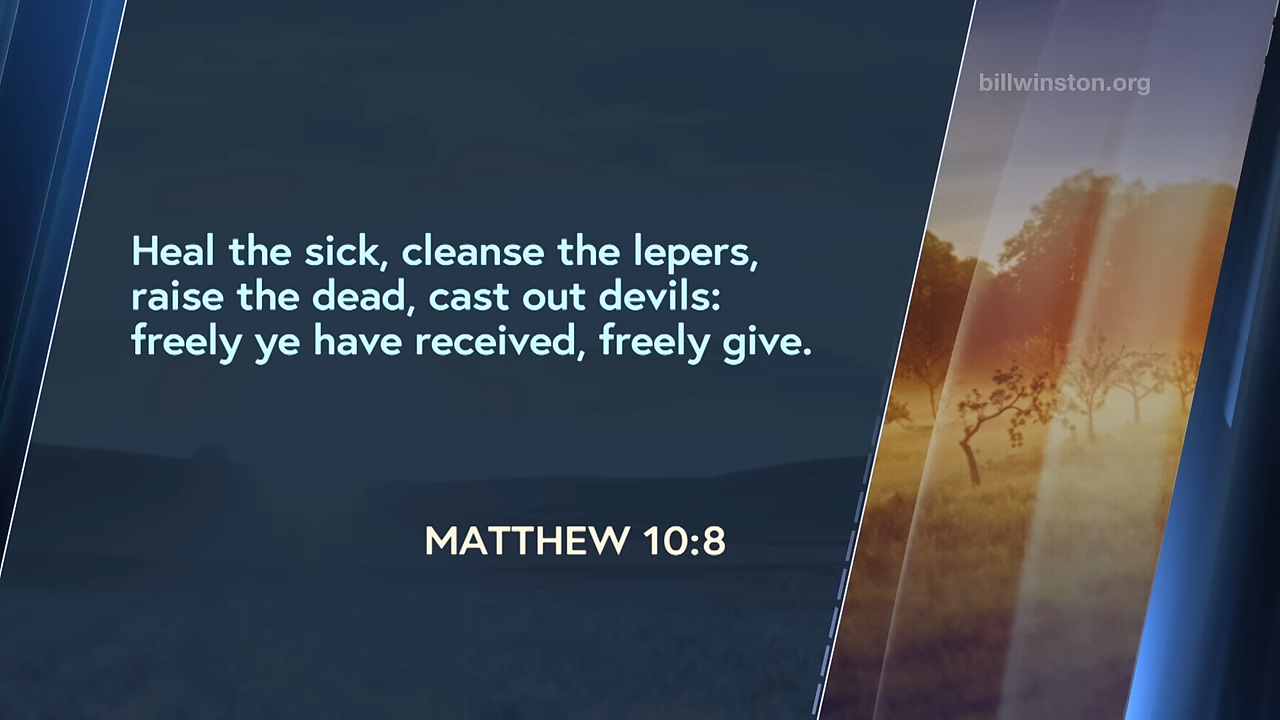 billwinston.org
Heal the sick, cleanse the lepers,
raise the dead, cast out devils:
freely ye have received, freely give.
MATTHEW 10:8